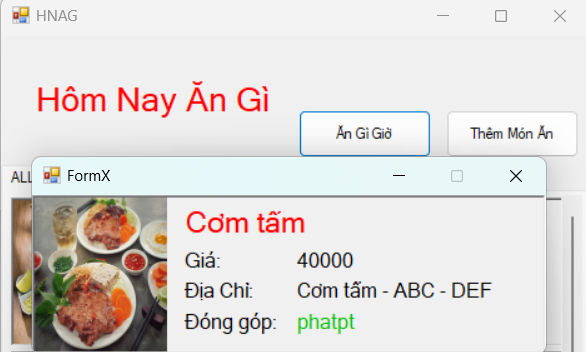 HNAG
Hôm Nay Ăn Gì
Ăn Gì Giờ
Thêm Món Ăn
ALL
FormX
Cơm tấm
Giá: 40000
Địa Chỉ: Cơm tấm - ABC - DEF
Đóng góp: phatpt